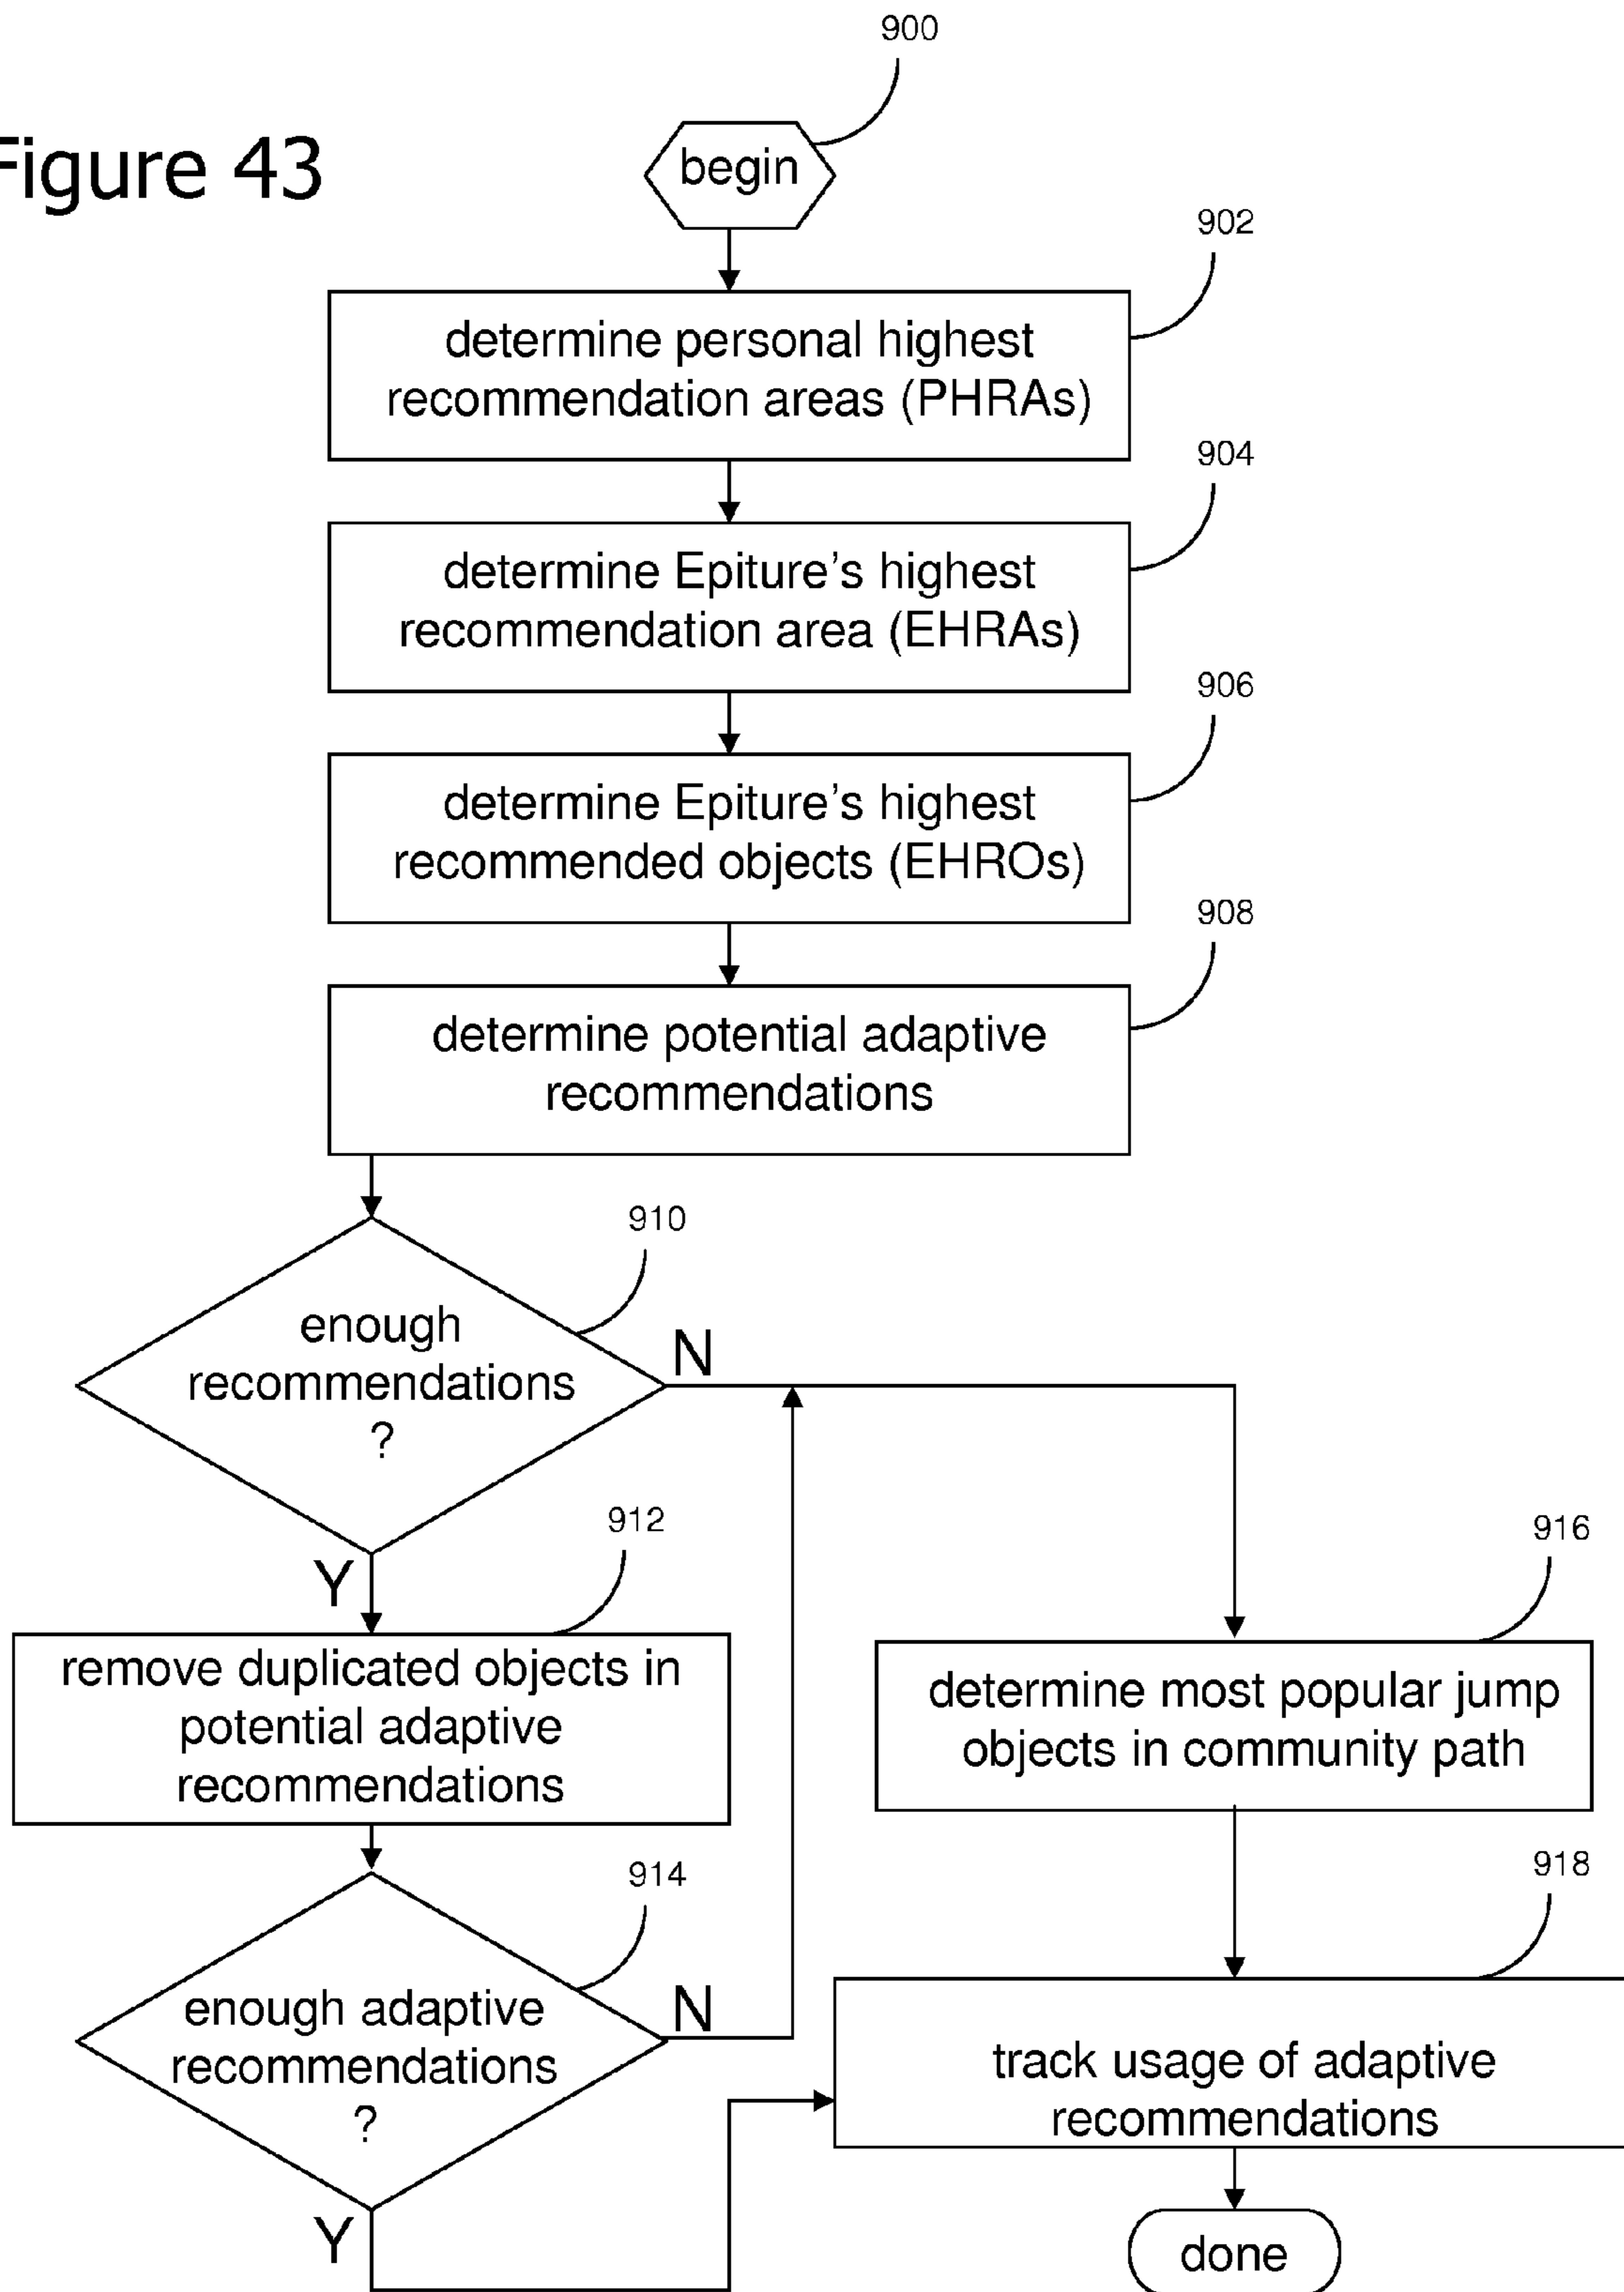 900
Figure 43
begin
902
determine personal highest
recommendation areas (PHRAs)
904
determine Epiture's highest
recommendation area (EHRAs)
906
determine Epiture's highest
recommended objects (EHROs)
908
determine potential adaptive
recommendations
910
enough
recommendations
?
N
Y
912
remove duplicated objects in
potential adaptive
recommendations
916
determine most popular jump
objects in community path
914
enough adaptive
recommendations
?
N
Y
918
track usage of adaptive
recommendations
done